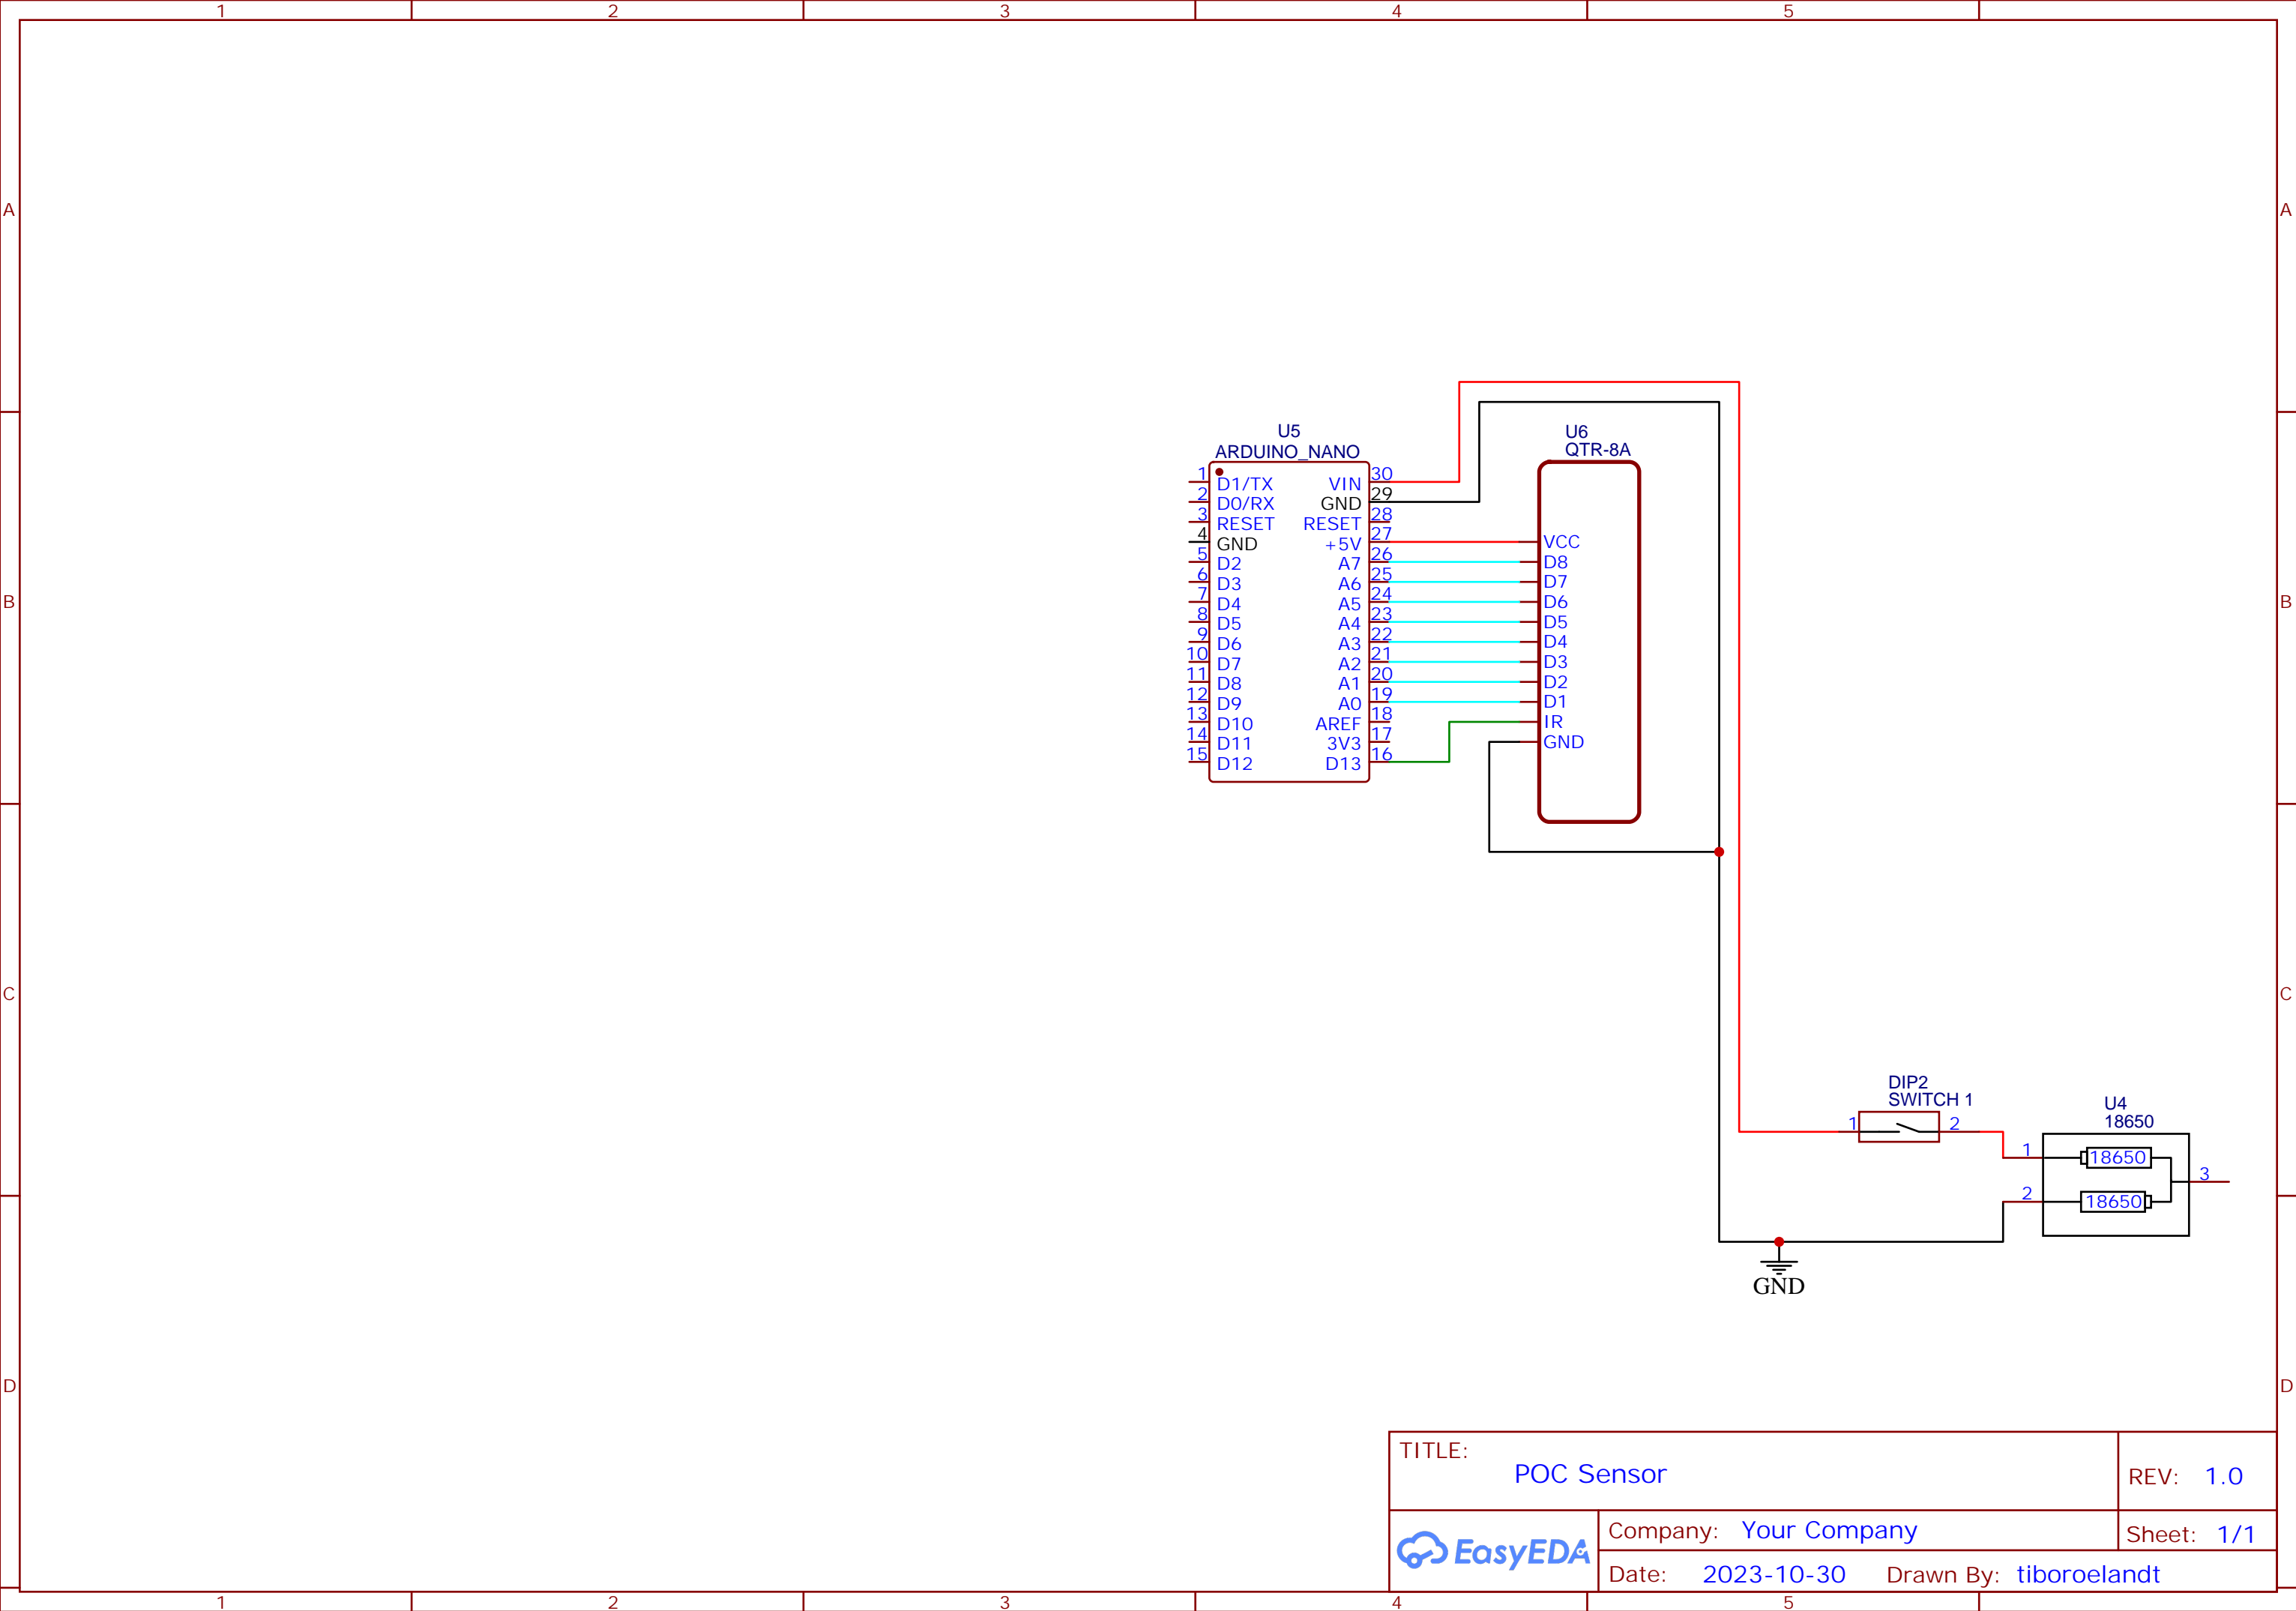 1 2 3 4 5
A A
B B
C C
D D
U5
ARDUINO_NANO
1 D1/TX VIN 30
2 D0/RX GND 29
3 RESET RESET 28
4 GND +5V 27
5 D2 A7 26
6 D3 A6 25
7 D4 A5 24
8 D5 A4 23
9 D6 A3 22
10 D7 A2 21
11 D8 A1 20
12 D9 A0 19
13 D10 AREF 18
14 D11 3V3 17
15 D12 D13 16
U6
QTR-8A
VCC
D8
D7
D6
D5
D4
D3
D2
D1
IR
GND
DIP2
SWITCH 1
1 2
U4
18650
1 18650
3
2 18650
GND
TITLE:
POC Sensor
REV: 1.0
EasyEDA
Company: Your Company
Sheet: 1/1
Date: 2023-10-30 Drawn By: tiboroelandt
1 2 3 4 5